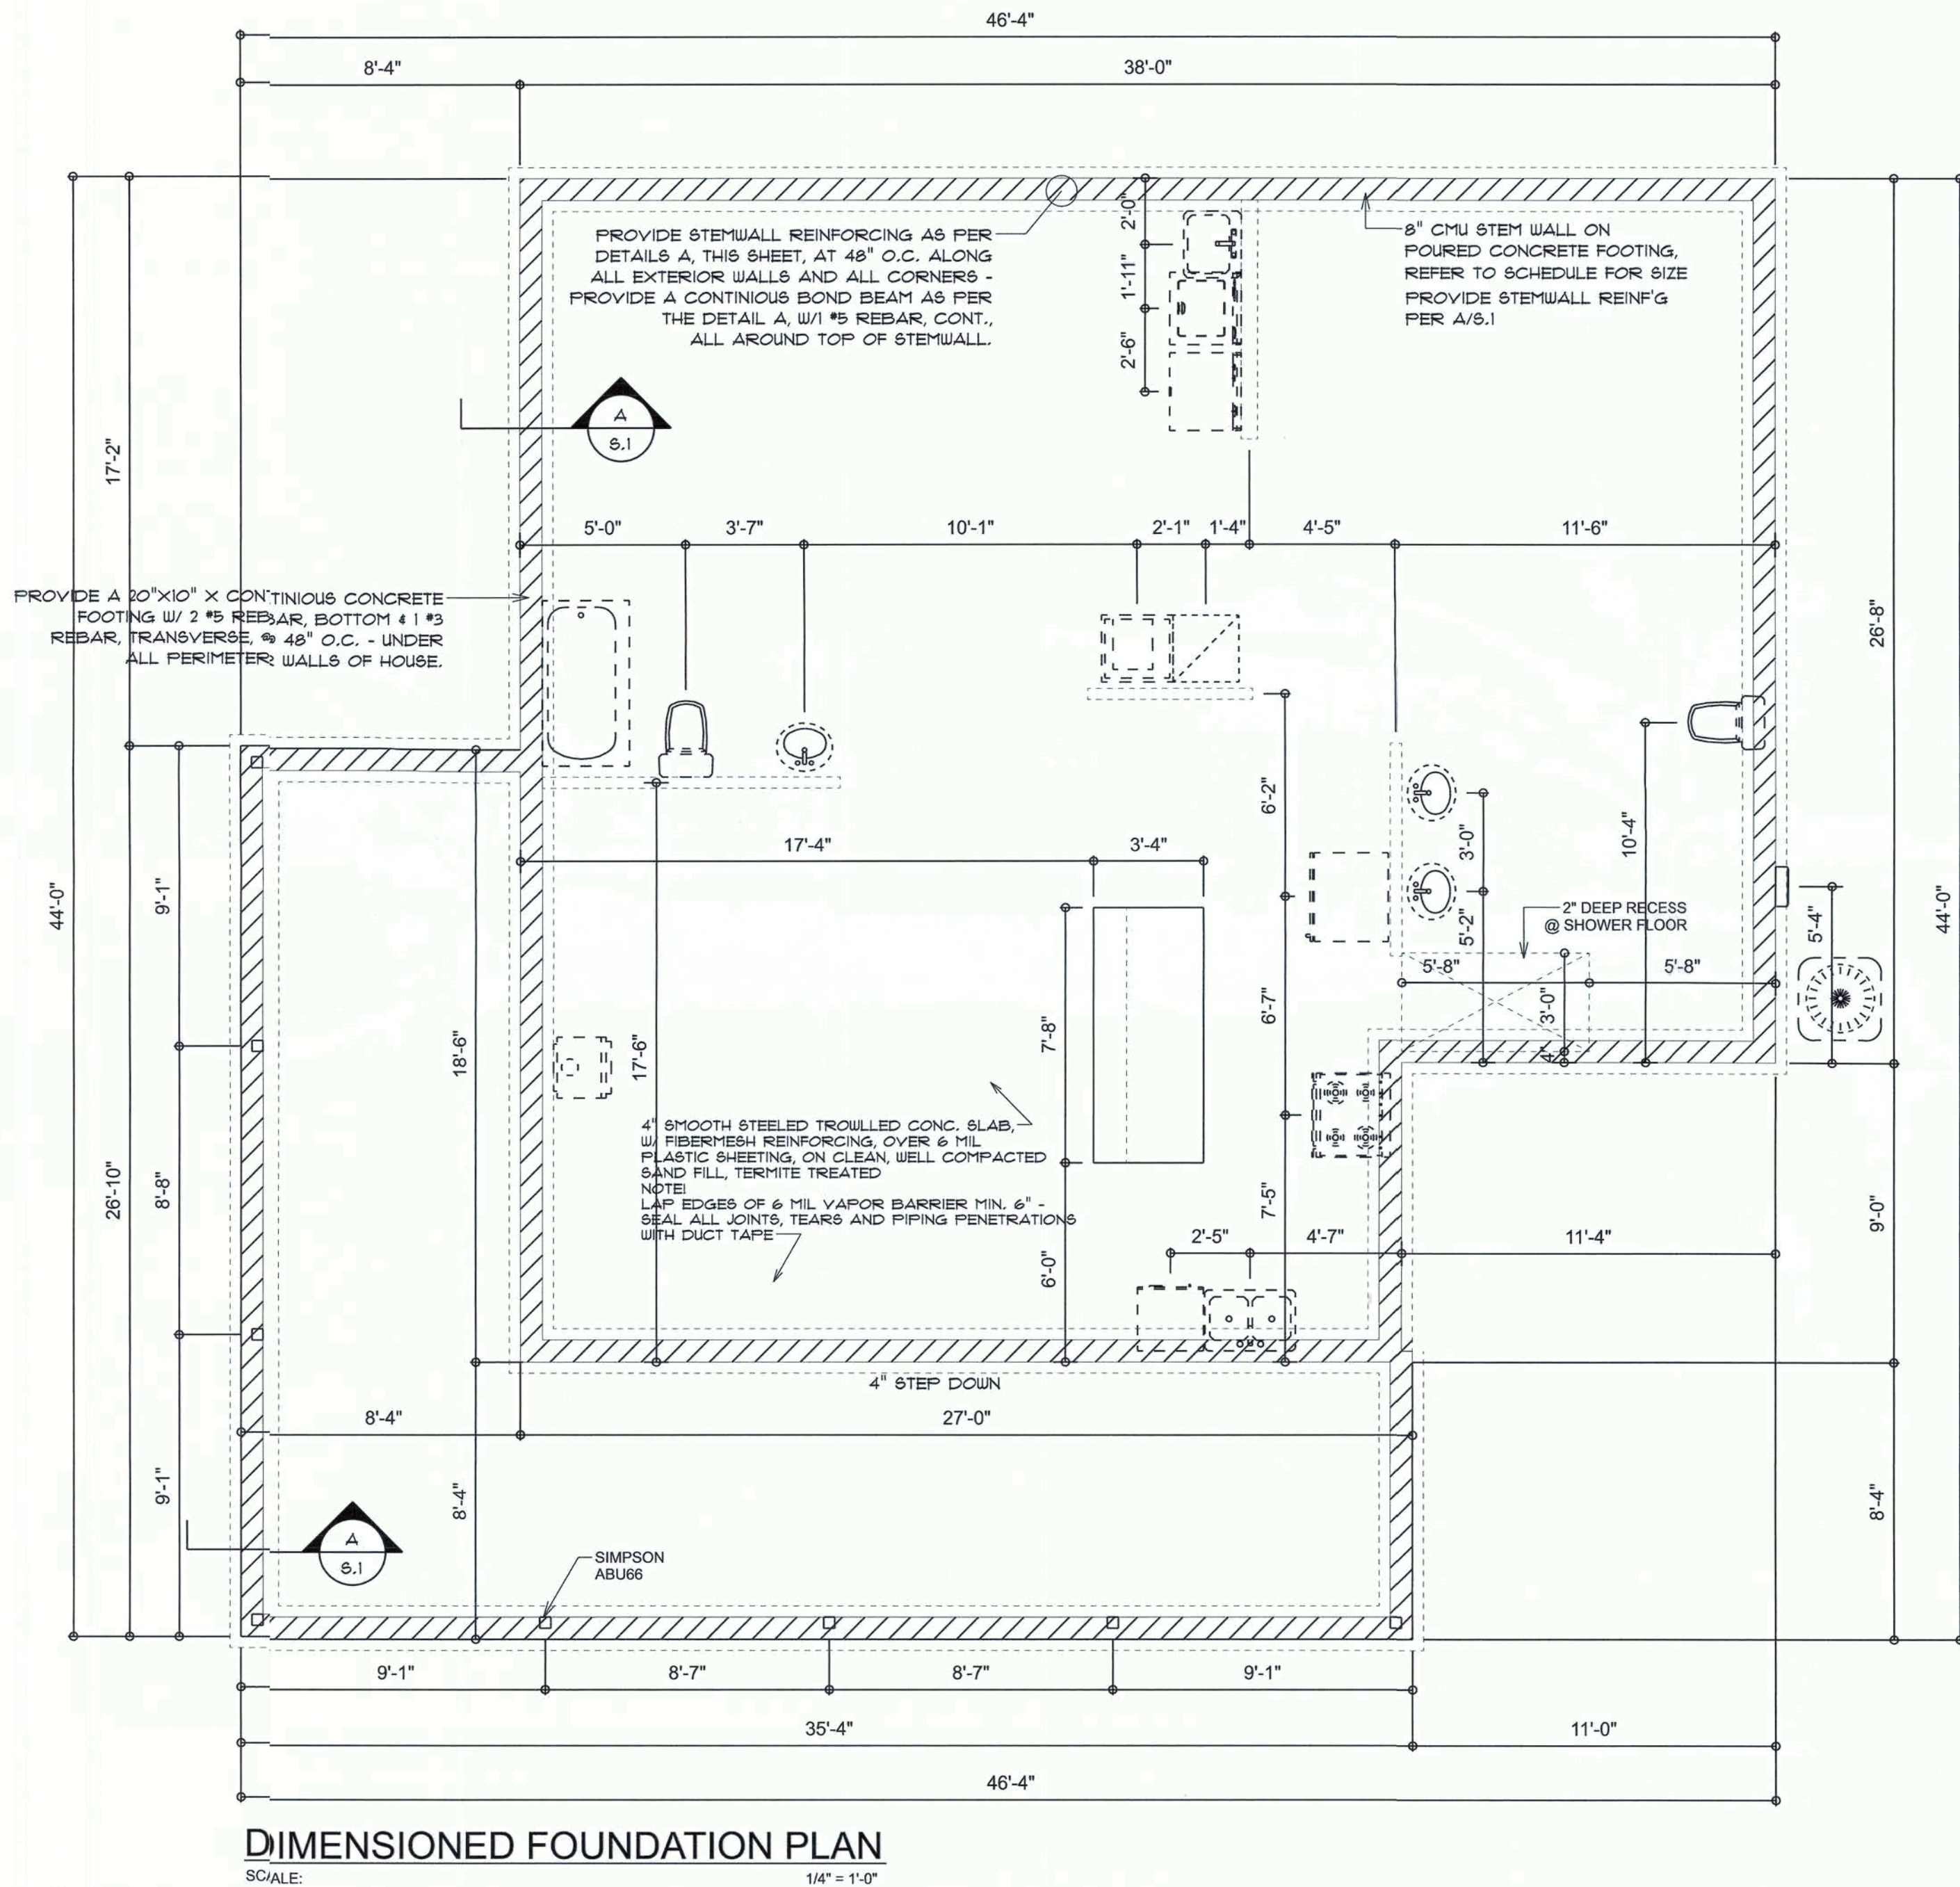 46'-4"
8'-4"
38'-0"
2'-0"
1'-11"
2'-6"
PROVIDE STEMWALL REINFORCING AS PER
DETAILS A, THIS SHEET, AT 48" O.C. ALONG
ALL EXTERIOR WALLS AND ALL CORNERS -
PROVIDE A CONTINIOUS BOND BEAM AS PER
THE DETAIL A, W/1 #5 REBAR, CONT.,
ALL AROUND TOP OF STEMWALL.
8" CMU STEM WALL ON
POURED CONCRETE FOOTING,
REFER TO SCHEDULE FOR SIZE
PROVIDE STEMWALL REINF'G
PER A/S.1
A
S.1
17'-2"
5'-0"
3'-7"
10'-1"
2'-1"
1'-4"
4'-5"
11'-6"
26'-8"
PROVIDE A 20"X10" X CONTINIOUS CONCRETE
FOOTING W/ 2 #5 REBAR, BOTTOM & 1 #3
REBAR, TRANSVERSE, @ 48" O.C. - UNDER
ALL PERIMETER WALLS OF HOUSE.
44'-0"
9'-1"
17'-4"
3'-4"
6'-2"
3'-0"
10'-4"
5'-2"
2" DEEP RECESS
@ SHOWER FLOOR
5'-4"
44'-0"
5'-8"
5'-8"
3'-0"
4"
18'-6"
17'-6"
7'-8"
6'-7"
26'-10"
8'-8"
4" SMOOTH STEELED TROWLLED CONC. SLAB,
W/ FIBERMESH REINFORCING, OVER 6 MIL
PLASTIC SHEETING, ON CLEAN, WELL COMPACTED
SAND FILL, TERMITE TREATED
NOTE!
LAP EDGES OF 6 MIL VAPOR BARRIER MIN. 6" -
SEAL ALL JOINTS, TEARS AND PIPING PENETRATIONS
WITH DUCT TAPE
6'-0"
7'-5"
2'-5"
4'-7"
11'-4"
9'-0"
4" STEP DOWN
8'-4"
27'-0"
9'-1"
8'-4"
8'-4"
A
S.1
SIMPSON
ABU66
9'-1"
8'-7"
8'-7"
9'-1"
35'-4"
11'-0"
46'-4"
DIMENSIONED FOUNDATION PLAN
SCALE: 1/4" = 1'-0"